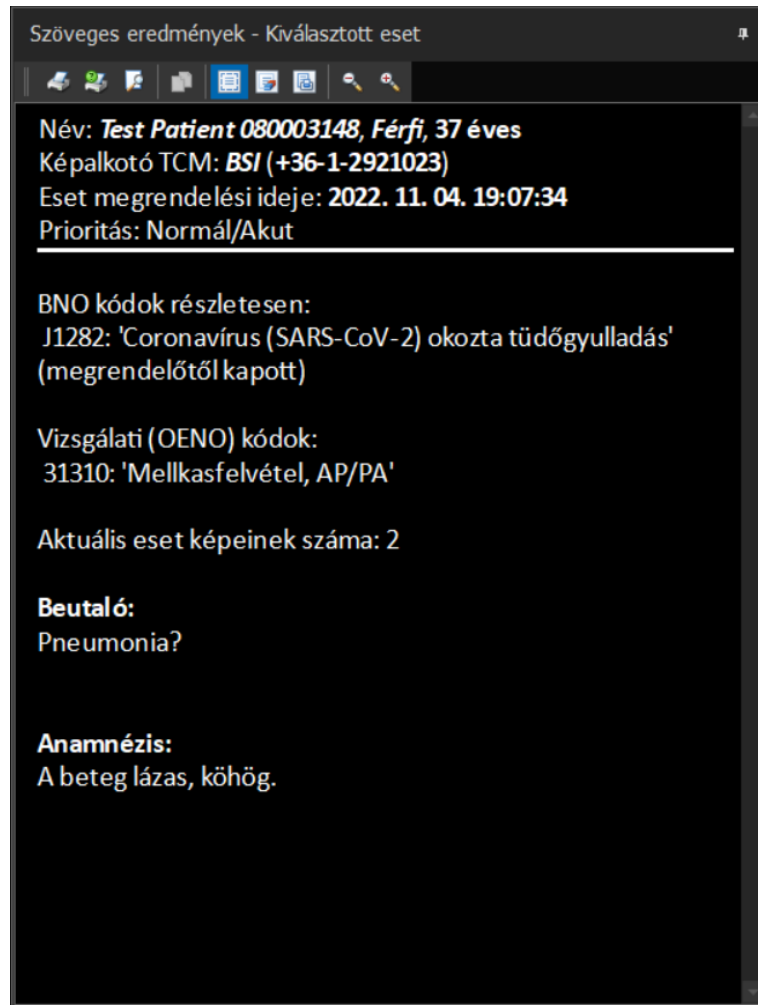 Szöveges eredmények - Kiválasztott eset
Név: Test Patient 080003148, Férfi, 37 éves
Képalkotó TCM: BSI (+36-1-2921023)
Eset megrendelési ideje: 2022. 11. 04. 19:07:34
Prioritás: Normál/Akut
BNO kódok részletesen:
J1282: 'Coronavírus (SARS-CoV-2) okozta tüdőgyulladás'
(megrendelőtől kapott)
Vizsgálati (OENO) kódok:
31310: 'Mellkasfelvétel, AP/PA'
Aktuális eset képeinek száma: 2
Beutaló:
Pneumonia?
Anamnézis:
A beteg lázas, köhög.